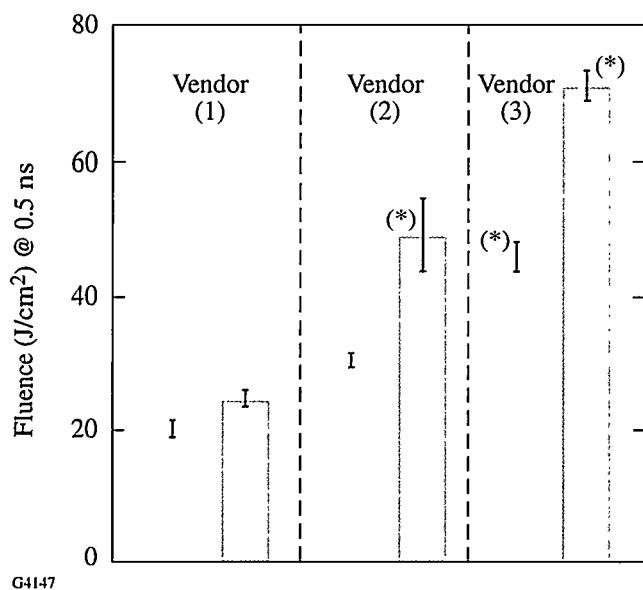 80
60
40
20
0
Fluence (J/cm²) @ 0.5 ns
Vendor
(1)
Vendor
(2)
Vendor
(3)
(*)
(*)
(*)
G4147